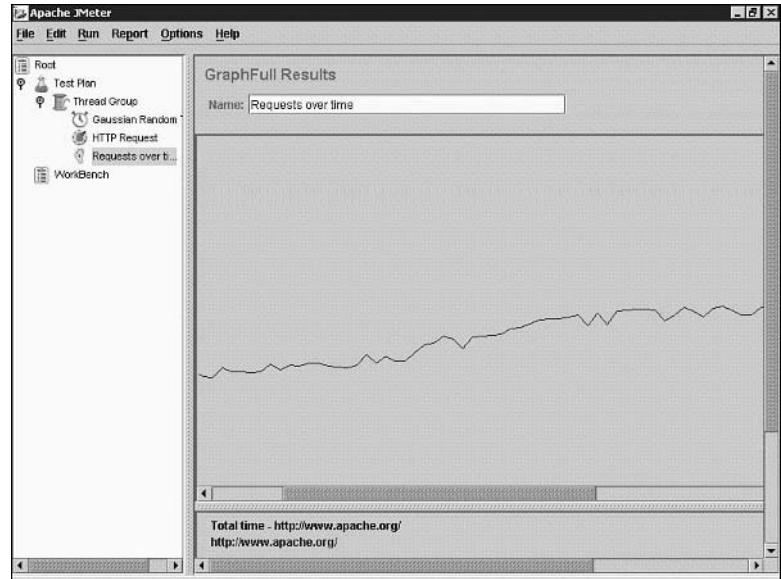 Apache JMeter
File Edit Run Report Options Help
Root
Test Plan
Thread Group
Gaussian Random
HTTP Request
Requests over ti...
WorkBench
GraphFull Results
Name: Requests over time
Total time - http://www.apache.org/
http://www.apache.org/